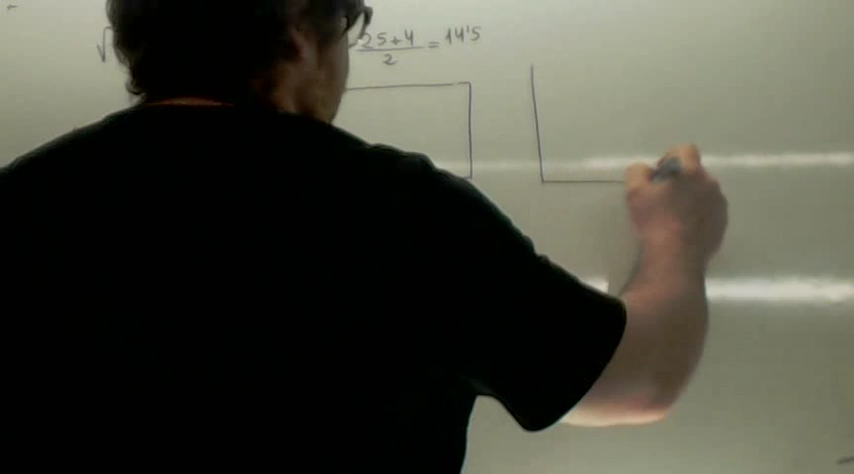 √ 25+4/2 = 14'5